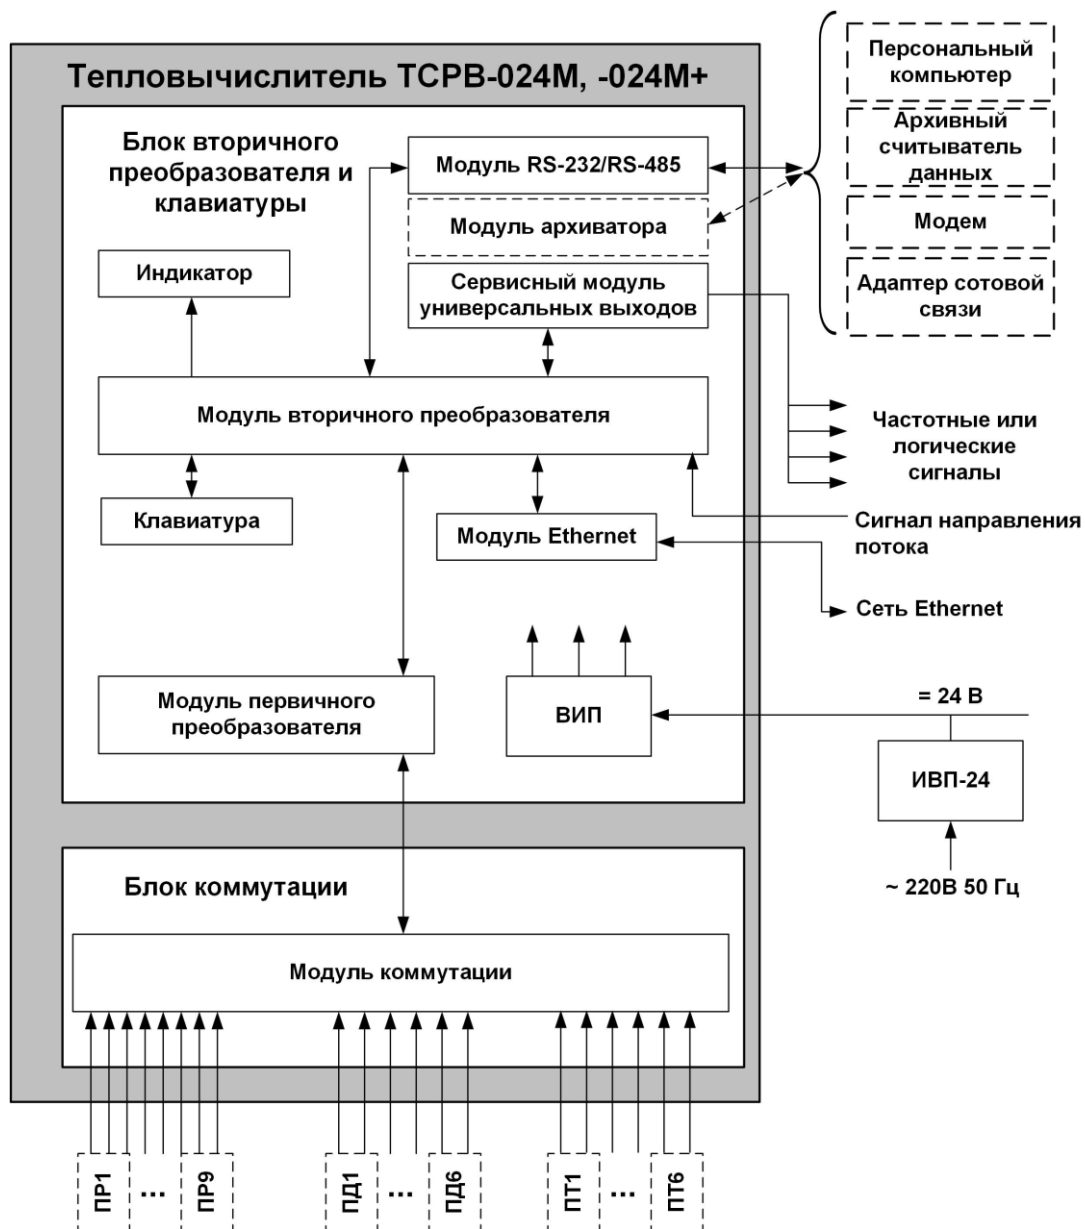 Тепловычислитель ТСРВ-024М, -024М+
Блок вторичного
преобразователя и
клавиатуры
Модуль RS-232/RS-485
Модуль архиватора
Сервисный модуль
универсальных выходов
Индикатор
Модуль вторичного преобразователя
Клавиатура
Модуль Ethernet
Модуль первичного
преобразователя
ВИП
Персональный
компьютер
Архивный
считыватель
данных
Модем
Адаптер сотовой
связи
Частотные или
логические
сигналы
Сигнал направления
потока
Сеть Ethernet
= 24 В
ИВП-24
~ 220В 50 Гц
Блок коммутации
Модуль коммутации
ПР1
...
ПР9
ПД1
...
ПД6
ПТ1
...
ПТ6